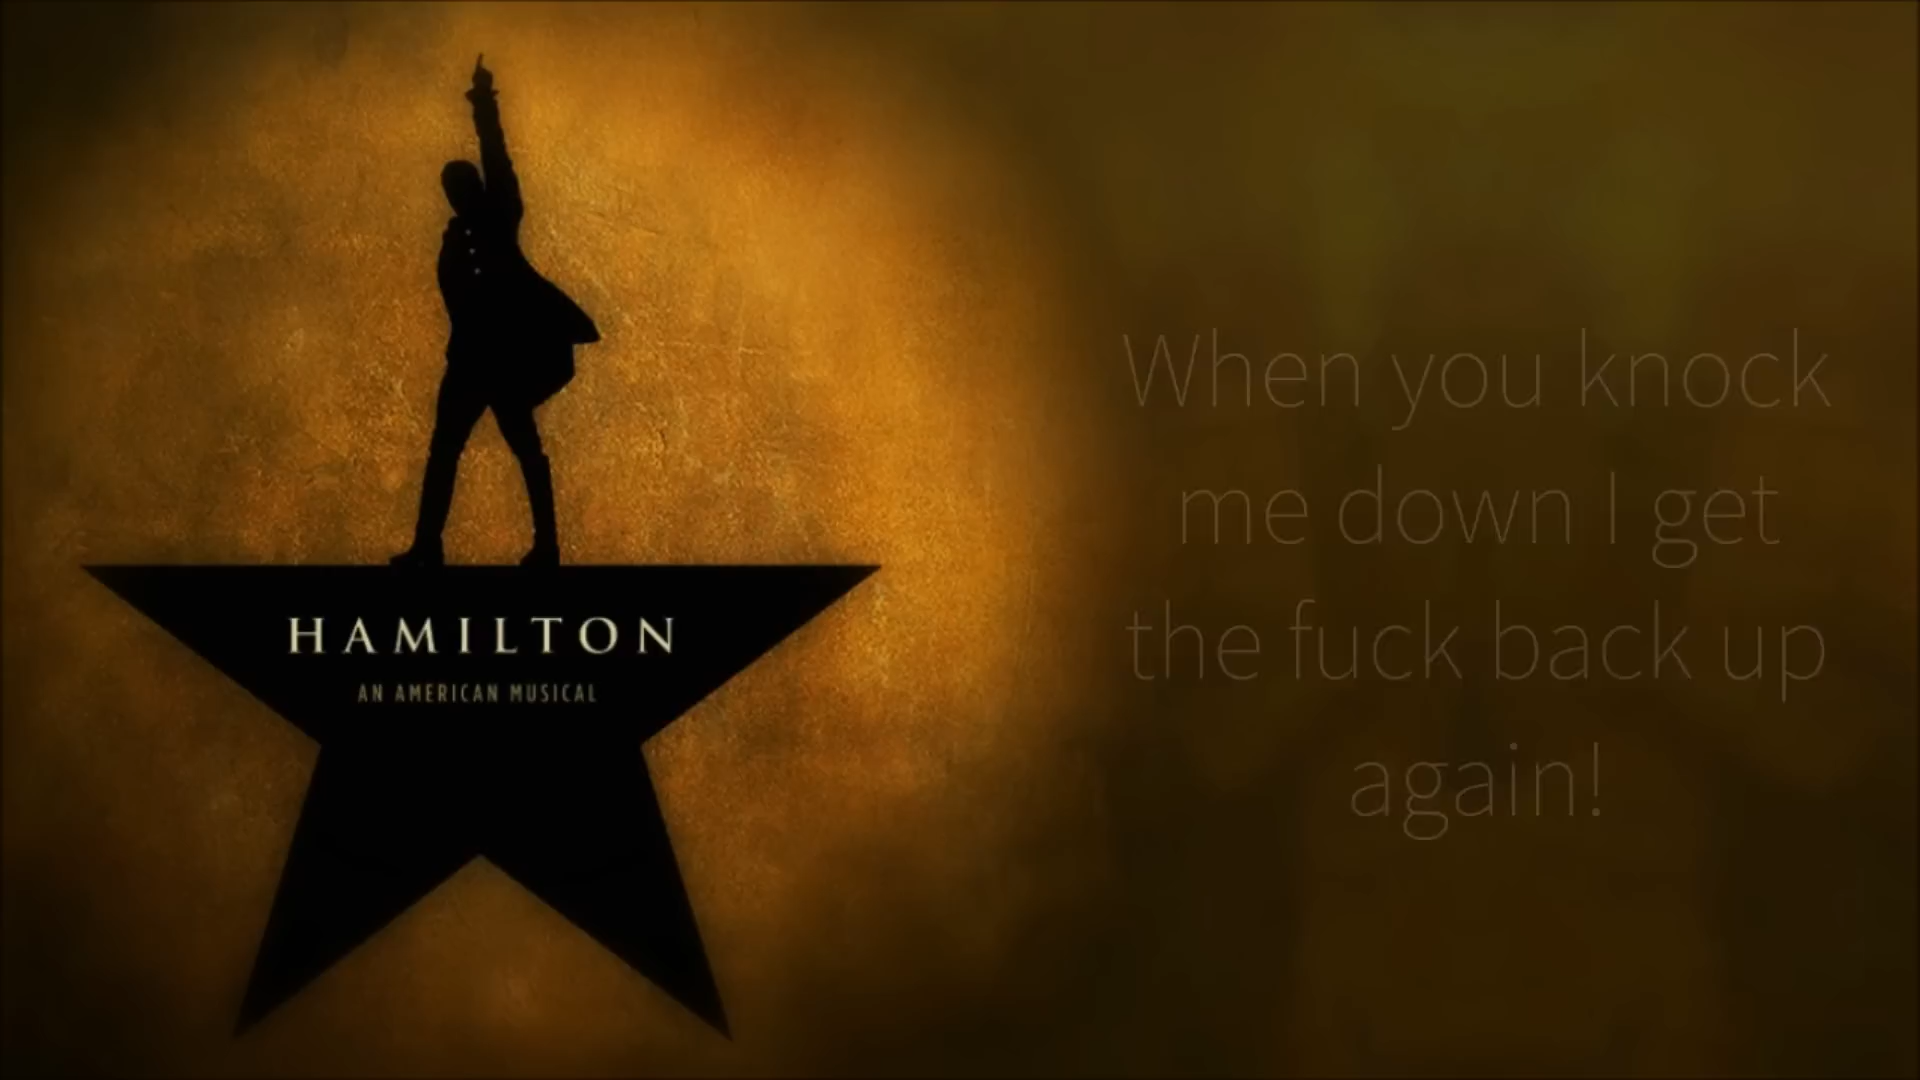 HAMILTON
AN AMERICAN MUSICAL
When you knock
me down I get
the fuck back up
again!